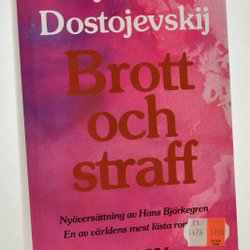 Dostojevskij
Brott
och
straff
Nyöversättning av Hans Björkegren
En av världens mest lästa